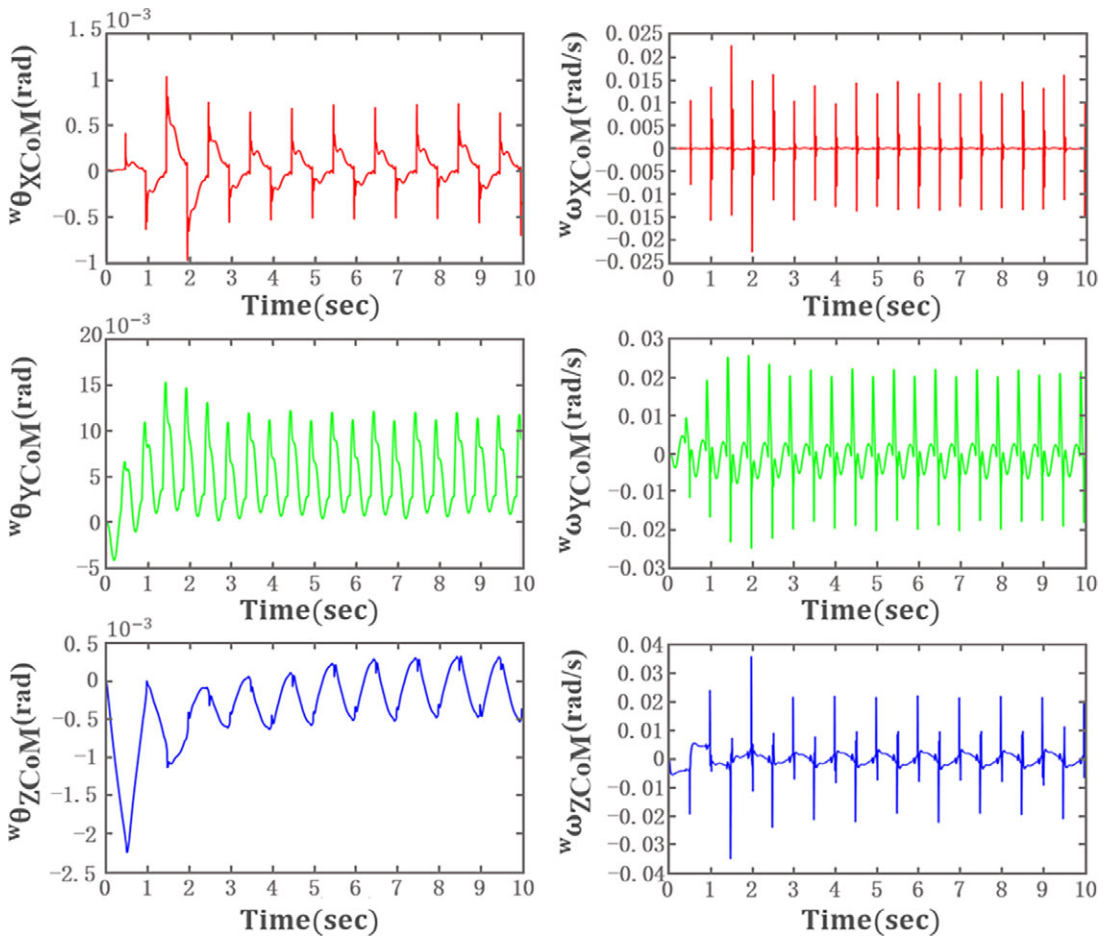 10⁻³
1.5
1
0.5
0
−0.5
−1
ʷθXCoM(rad)
0 1 2 3 4 5 6 7 8 9 10
Time(sec)
0.025
0.02
0.015
0.01
0.005
0
−0.005
−0.01
−0.015
−0.02
−0.025
ʷωXCoM(rad/s)
0 1 2 3 4 5 6 7 8 9 10
Time(sec)
10⁻³
20
15
10
5
0
−5
ʷθYCoM(rad)
0 1 2 3 4 5 6 7 8 9 10
Time(sec)
0.03
0.02
0.01
0
−0.01
−0.02
−0.03
ʷωYCoM(rad/s)
0 1 2 3 4 5 6 7 8 9 10
Time(sec)
10⁻³
0.5
0
−0.5
−1
−1.5
−2
−2.5
ʷθZCoM(rad)
0 1 2 3 4 5 6 7 8 9 10
Time(sec)
0.04
0.03
0.02
0.01
0
−0.01
−0.02
−0.03
−0.04
ʷωZCoM(rad/s)
0 1 2 3 4 5 6 7 8 9 10
Time(sec)